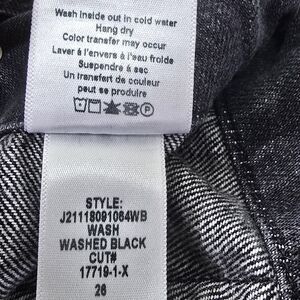 Wash inside out in cold water
Hang dry
Color transfer may occur
Laver à l'envers à l'eau froide
Suspendre à sec
Un transfert de couleur
peut se produire
P
STYLE:
J21118091064WB
WASH
WASHED BLACK
CUT#
17719-1-X
26